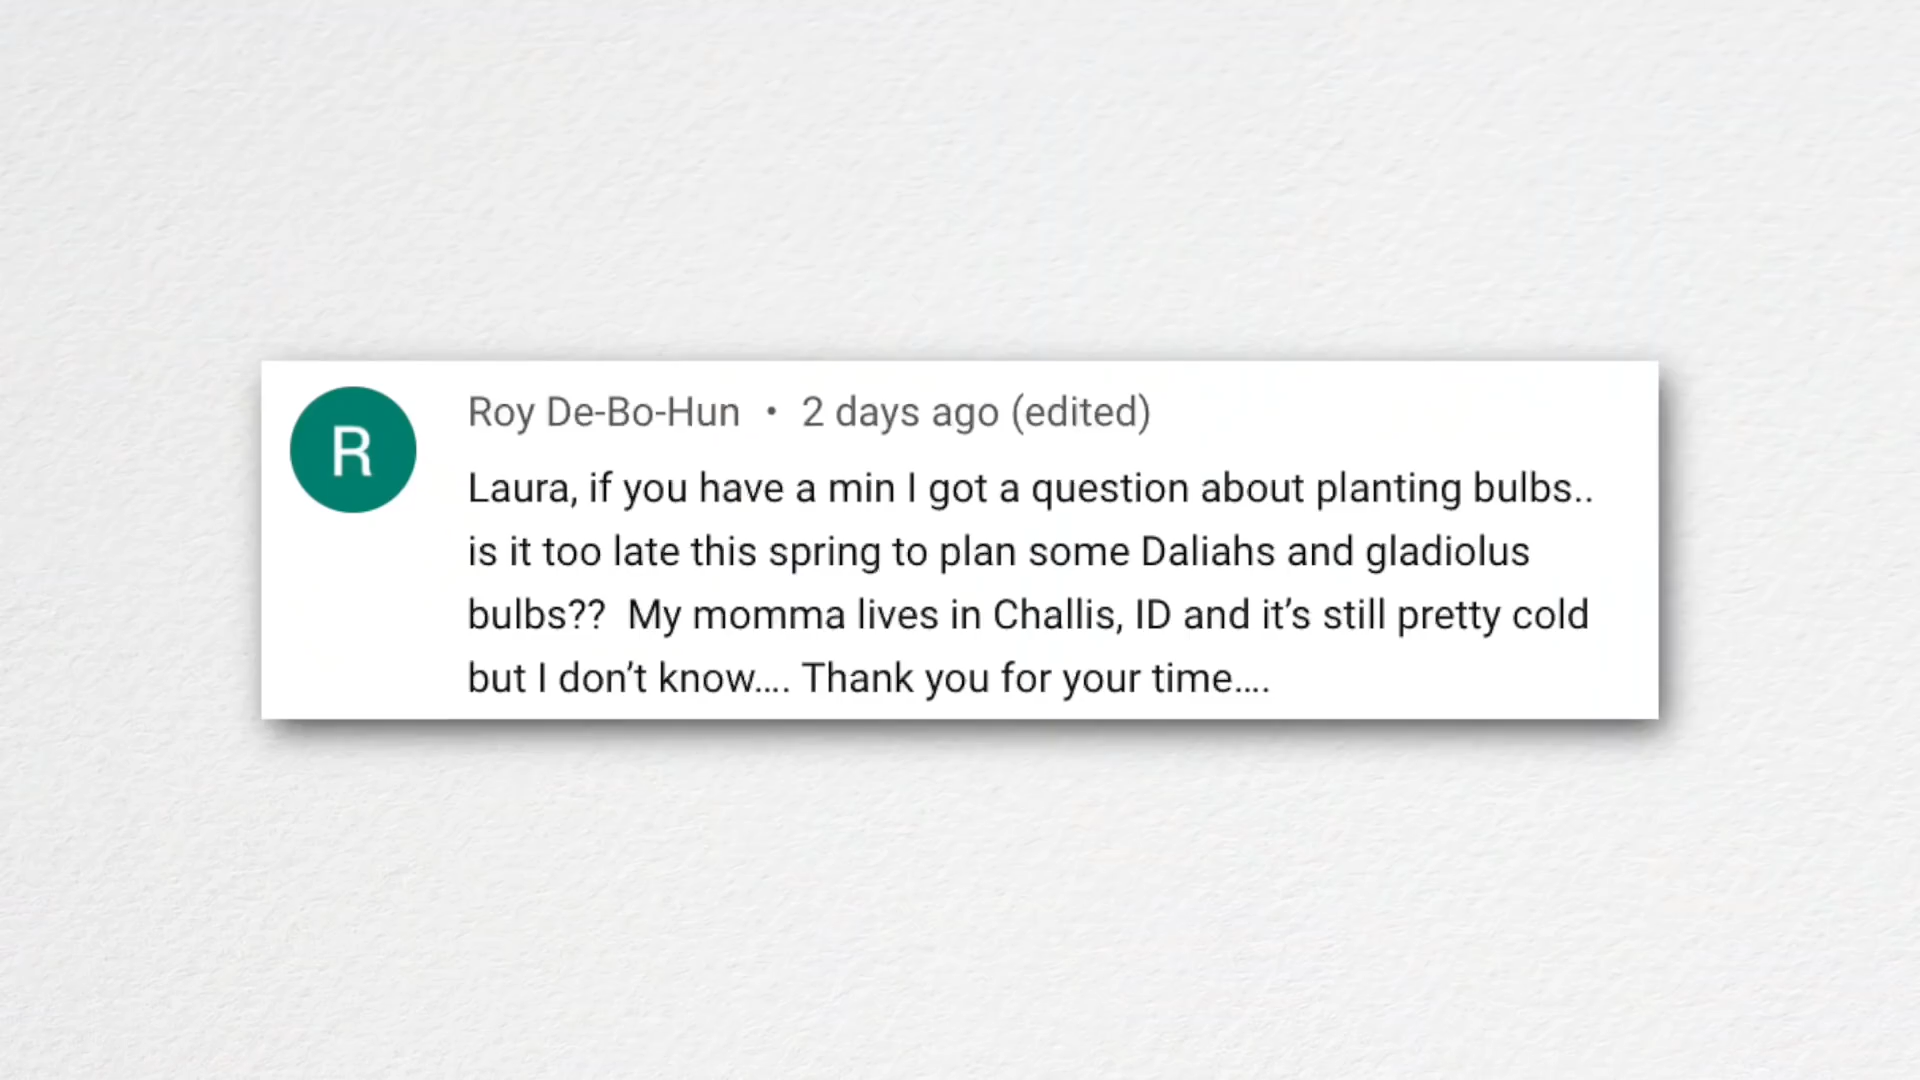 R
Roy De-Bo-Hun • 2 days ago (edited)
Laura, if you have a min I got a question about planting bulbs..
is it too late this spring to plan some Daliahs and gladiolus
bulbs??  My momma lives in Challis, ID and it’s still pretty cold
but I don’t know.... Thank you for your time....